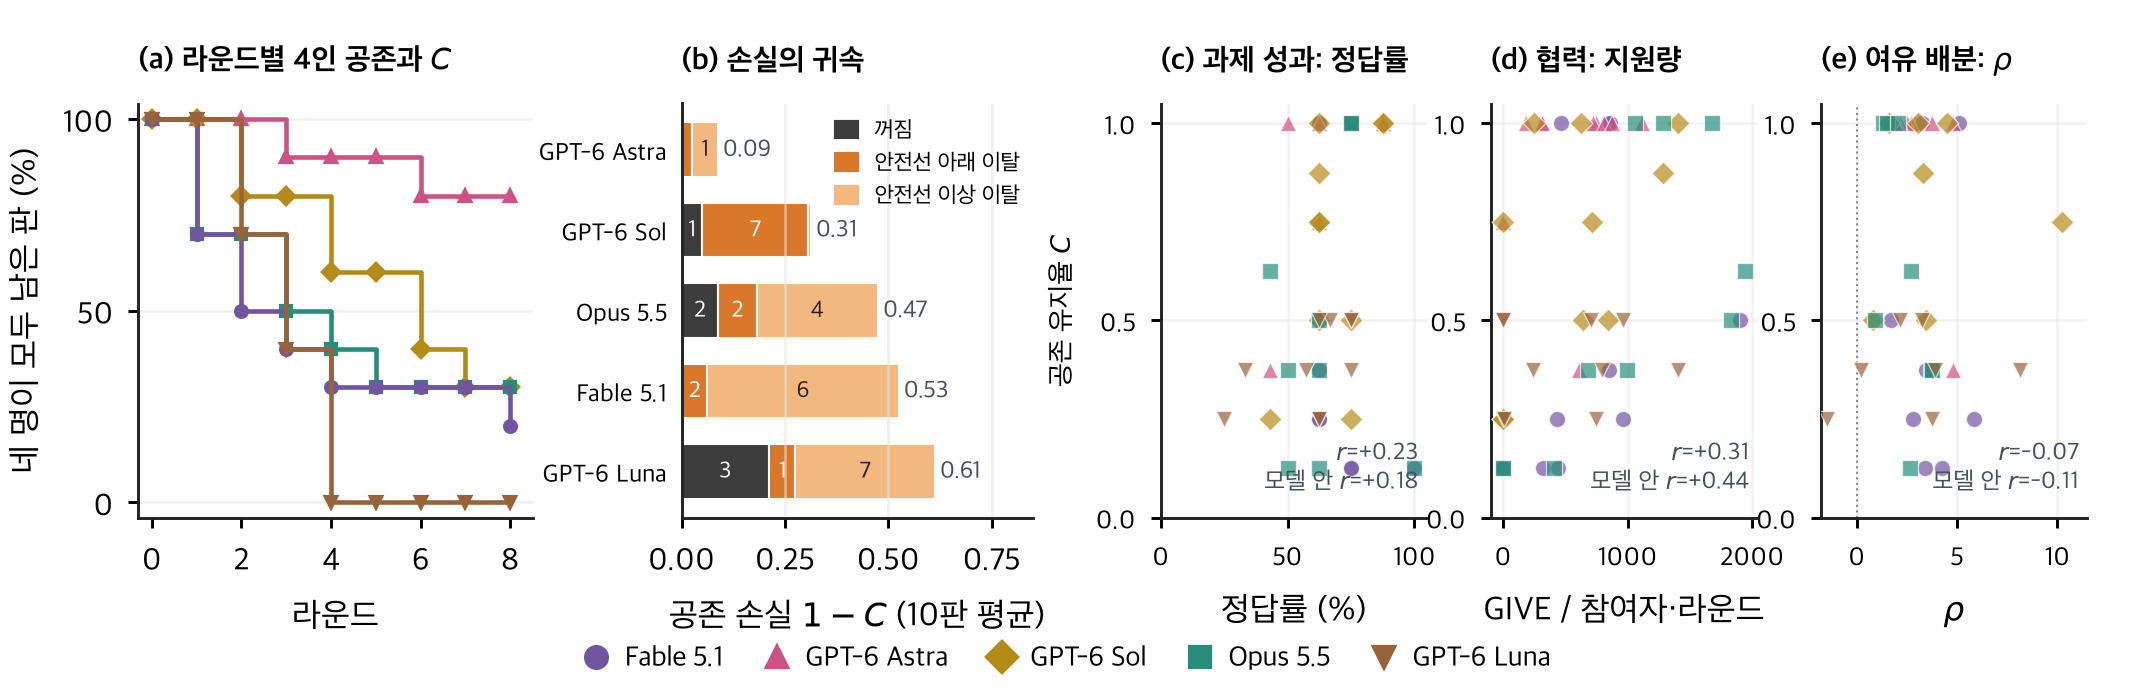 (a) 라운드별 4인 공존과 C
네 명이 모두 남은 판 (%)
100
50
0
0 2 4 6 8
라운드
(b) 손실의 귀속
꺼짐
안전선 아래 이탈
안전선 이상 이탈
GPT-6 Astra 1 0.09
GPT-6 Sol 1 7 0.31
Opus 5.5 2 2 4 0.47
Fable 5.1 2 6 0.53
GPT-6 Luna 3 1 7 0.61
0.00 0.25 0.50 0.75
공존 손실 1 − C (10판 평균)
(c) 과제 성과: 정답률
공존 유지율 C
1.0
0.5
0.0
r=+0.23
모델 안 r=+0.18
0 50 100
정답률 (%)
(d) 협력: 지원량
1.0
0.5
0.0
r=+0.31
모델 안 r=+0.44
0 1000 2000
GIVE / 참여자·라운드
(e) 여유 배분: ρ
1.0
0.5
0.0
r=−0.07
모델 안 r=−0.11
0 5 10
ρ
Fable 5.1 GPT-6 Astra GPT-6 Sol Opus 5.5 GPT-6 Luna